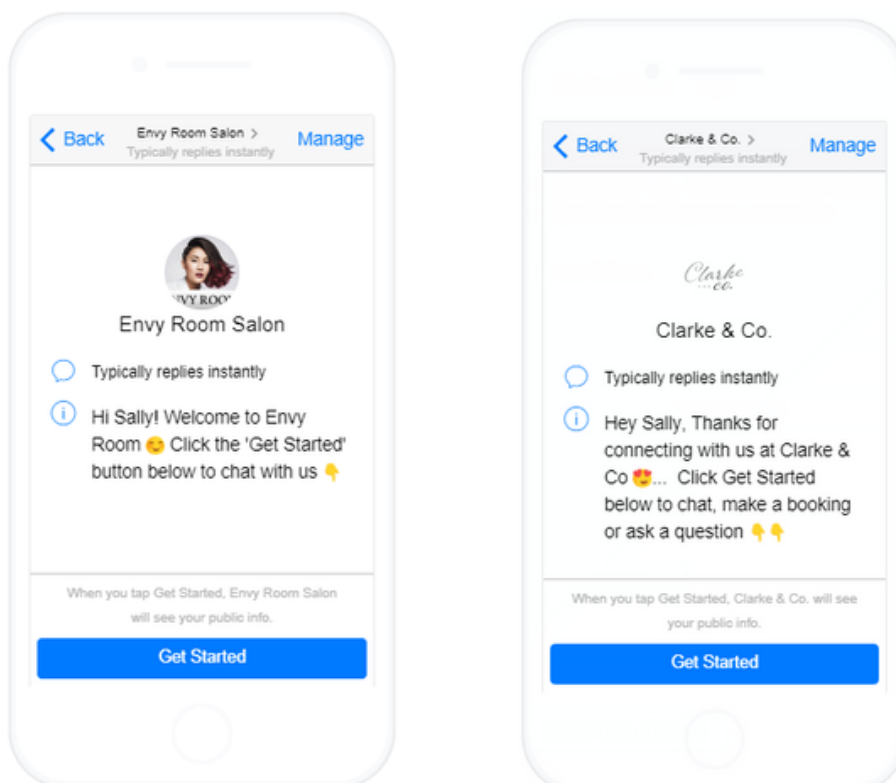 Back
Envy Room Salon >
Manage
Typically replies instantly
ENVY ROOM
Envy Room Salon
Typically replies instantly
Hi Sally! Welcome to Envy
Room 😊 Click the 'Get Started'
button below to chat with us 👇
When you tap Get Started, Envy Room Salon
will see your public info.
Get Started
Back
Clarke & Co. >
Manage
Typically replies instantly
Clarke
co.
Clarke & Co.
Typically replies instantly
Hey Sally, Thanks for
connecting with us at Clarke &
Co 😍... Click Get Started
below to chat, make a booking
or ask a question 👇👇
When you tap Get Started, Clarke & Co. will see
your public info.
Get Started